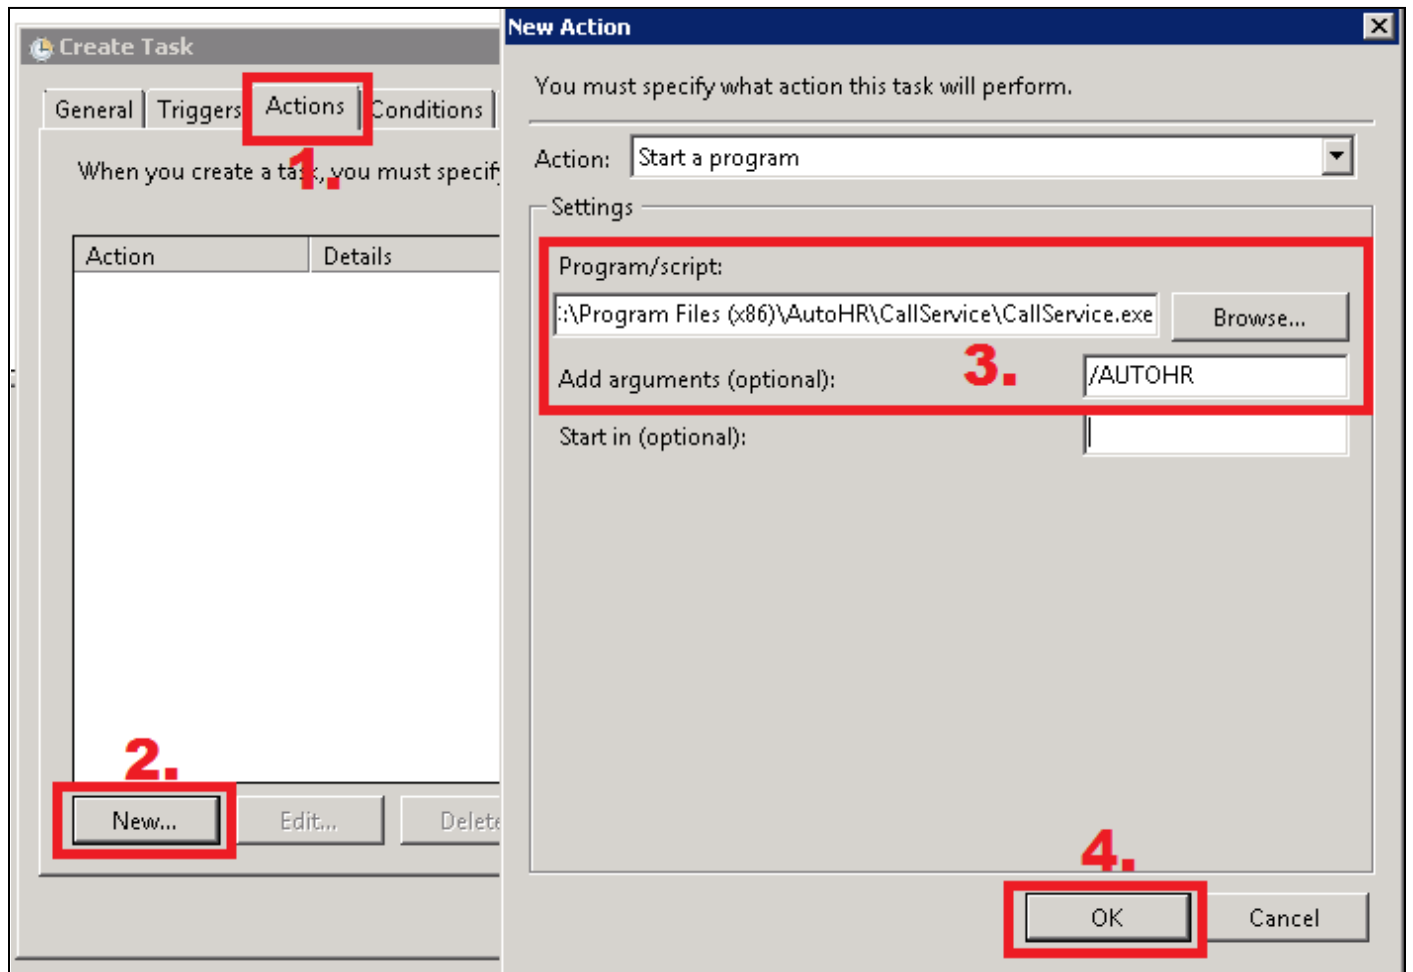 Create Task
General Triggers Actions Conditions
1.
When you create a task, you must specify
Action Details
2.
New... Edit... Delete
New Action
You must specify what action this task will perform.
Action: Start a program
Settings
Program/script:
:\Program Files (x86)\AutoHR\CallService\CallService.exe Browse...
3.
Add arguments (optional): /AUTOHR
Start in (optional):
4.
OK Cancel